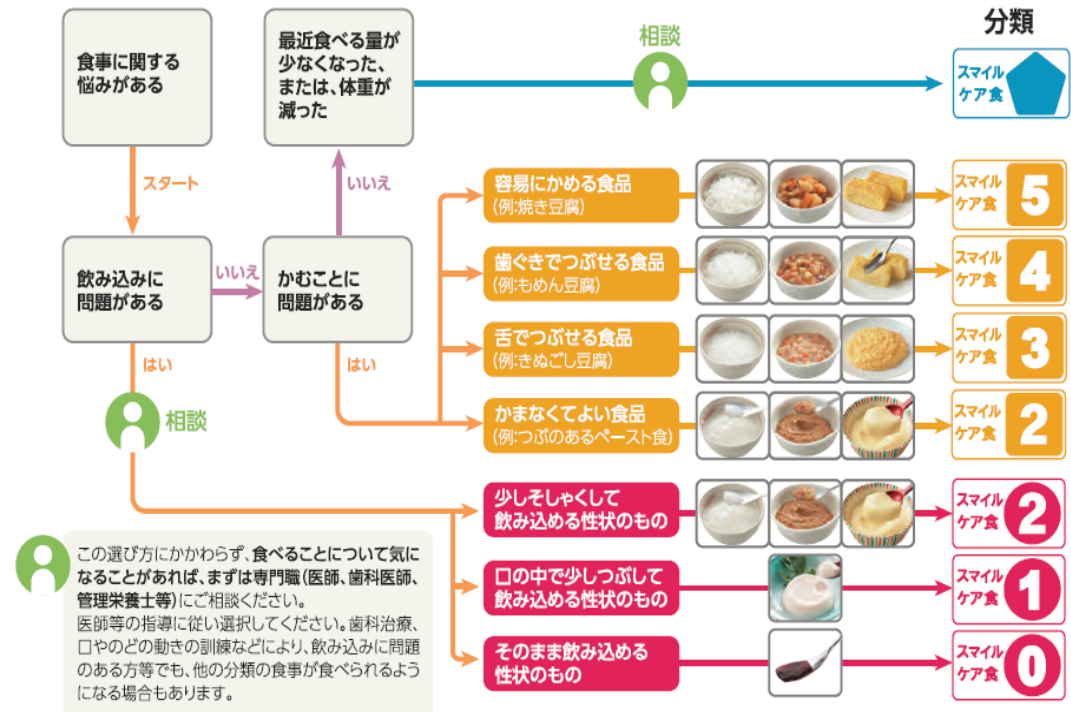 分類
食事に関する
悩みがある
最近食べる量が
少なくなった、
または、体重が
減った
相談
スマイル
ケア食
スタート
いいえ
飲み込みに
問題がある
いいえ
かむことに
問題がある
はい
はい
相談
容易にかめる食品
(例:焼き豆腐)
スマイル
ケア食
5
歯ぐきでつぶせる食品
(例:もめん豆腐)
スマイル
ケア食
4
舌でつぶせる食品
(例:きぬごし豆腐)
スマイル
ケア食
3
かまなくてよい食品
(例:つぶのあるペースト食)
スマイル
ケア食
2
少しそしゃくして
飲み込める性状のもの
スマイル
ケア食
2
口の中で少しつぶして
飲み込める性状のもの
スマイル
ケア食
1
そのまま飲み込める
性状のもの
スマイル
ケア食
0
この選び方にかかわらず、食べることについて気に
なることがあれば、まずは専門職(医師、歯科医師、
管理栄養士等)にご相談ください。
医師等の指導に従い選択してください。歯科治療、
口やのどの動きの訓練などにより、飲み込みに問題
のある方等でも、他の分類の食事が食べられるよう
になる場合もあります。